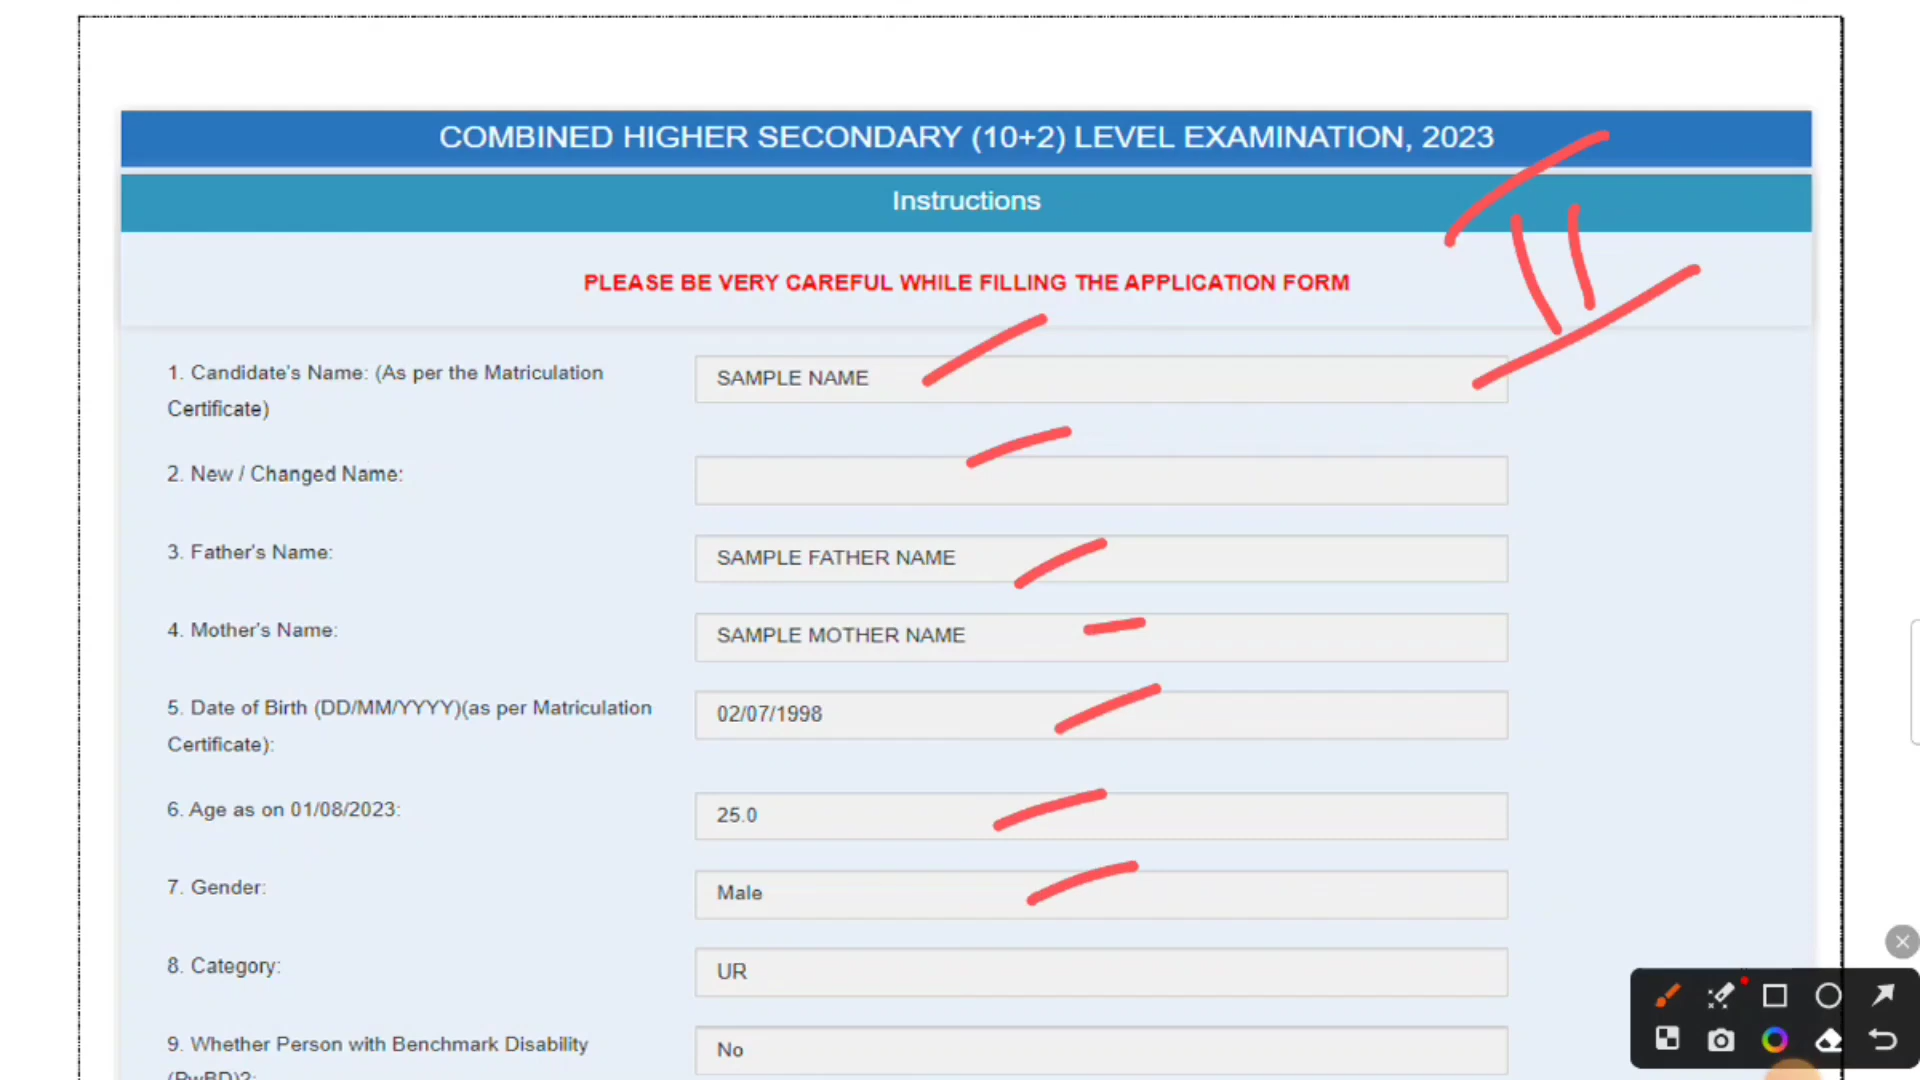 COMBINED HIGHER SECONDARY (10+2) LEVEL EXAMINATION, 2023
Instructions
PLEASE BE VERY CAREFUL WHILE FILLING THE APPLICATION FORM
1. Candidate's Name: (As per the Matriculation
Certificate)
SAMPLE NAME
2. New / Changed Name:
3. Father's Name:
SAMPLE FATHER NAME
4. Mother's Name:
SAMPLE MOTHER NAME
5. Date of Birth (DD/MM/YYYY)(as per Matriculation
Certificate):
02/07/1998
6. Age as on 01/08/2023:
25.0
7. Gender:
Male
8. Category:
UR
9. Whether Person with Benchmark Disability
(PwBD)?:
No